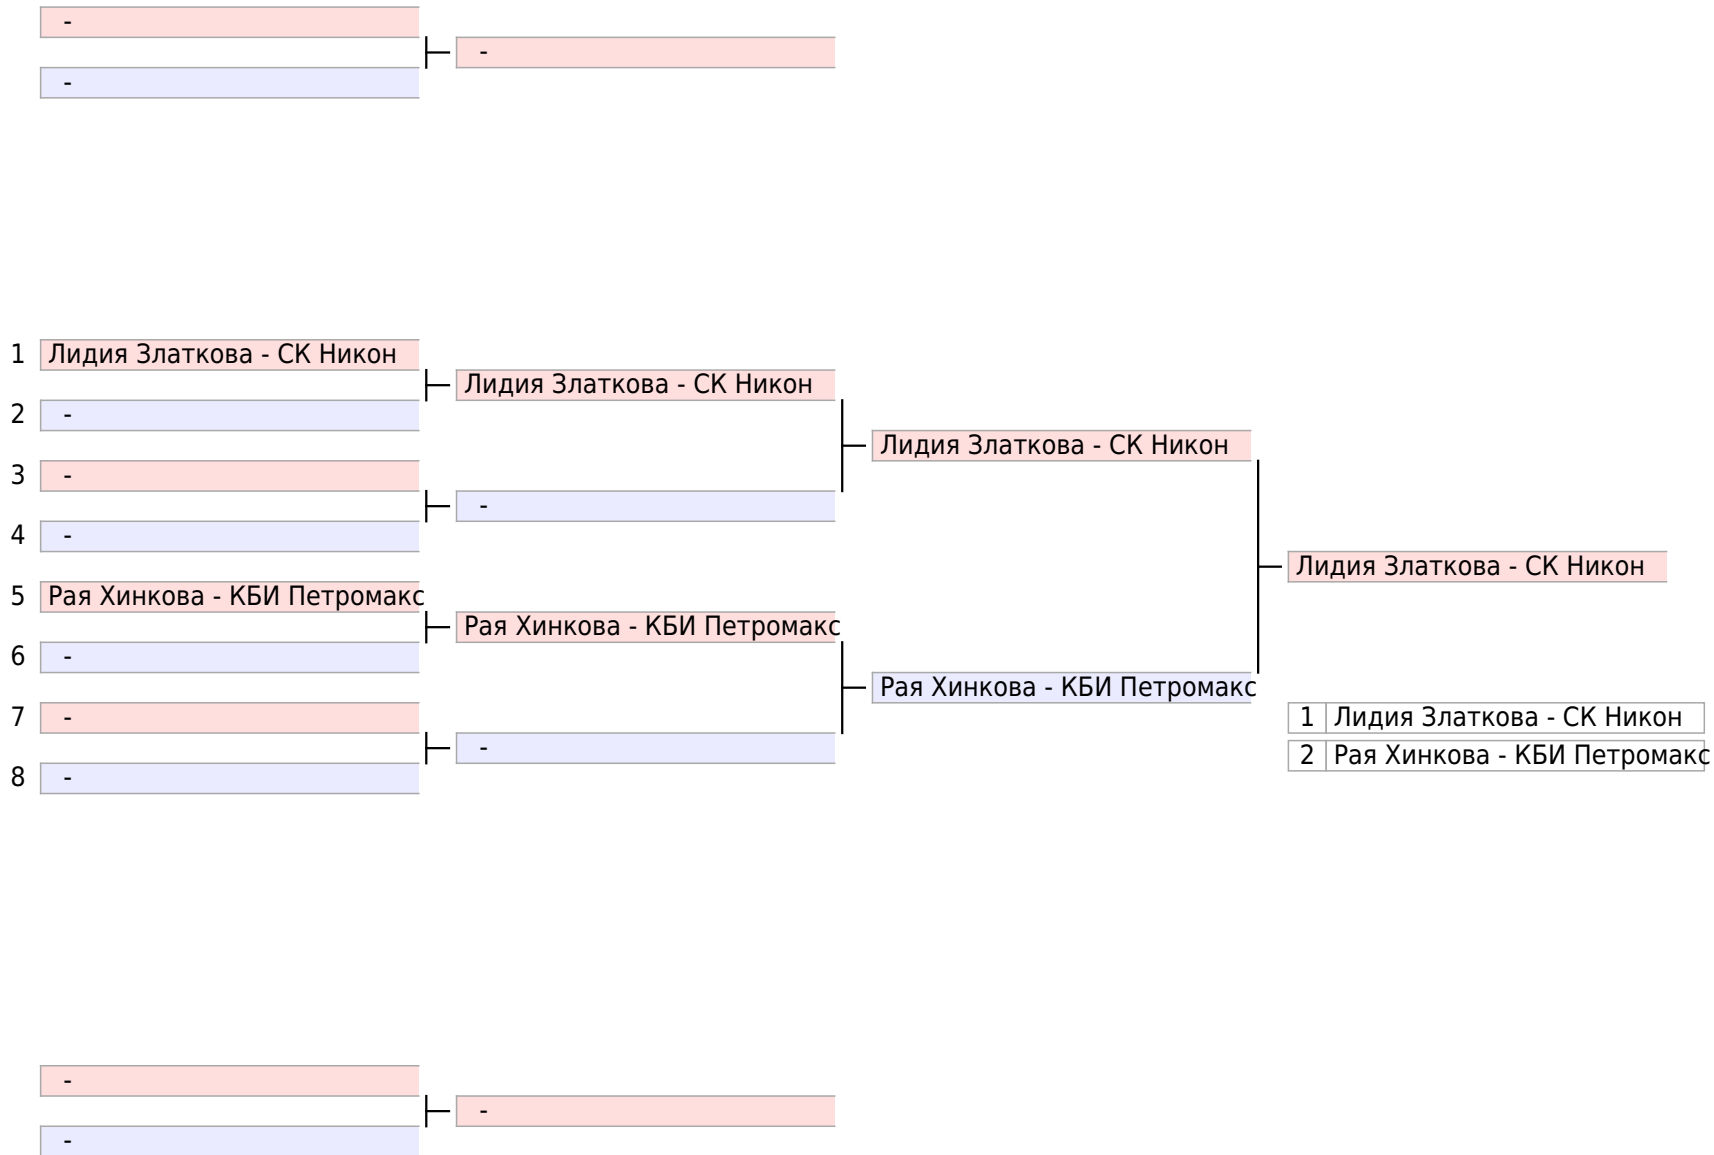 -
-
-
1 Лидия Златкова - СК Никон
Лидия Златкова - СК Никон
2 -
Лидия Златкова - СК Никон
3 -
-
4 -
Лидия Златкова - СК Никон
5 Рая Хинкова - КБИ Петромакс
Рая Хинкова - КБИ Петромакс
6 -
Рая Хинкова - КБИ Петромакс
7 -
1 Лидия Златкова - СК Никон
-
2 Рая Хинкова - КБИ Петромакс
8 -
-
-
-